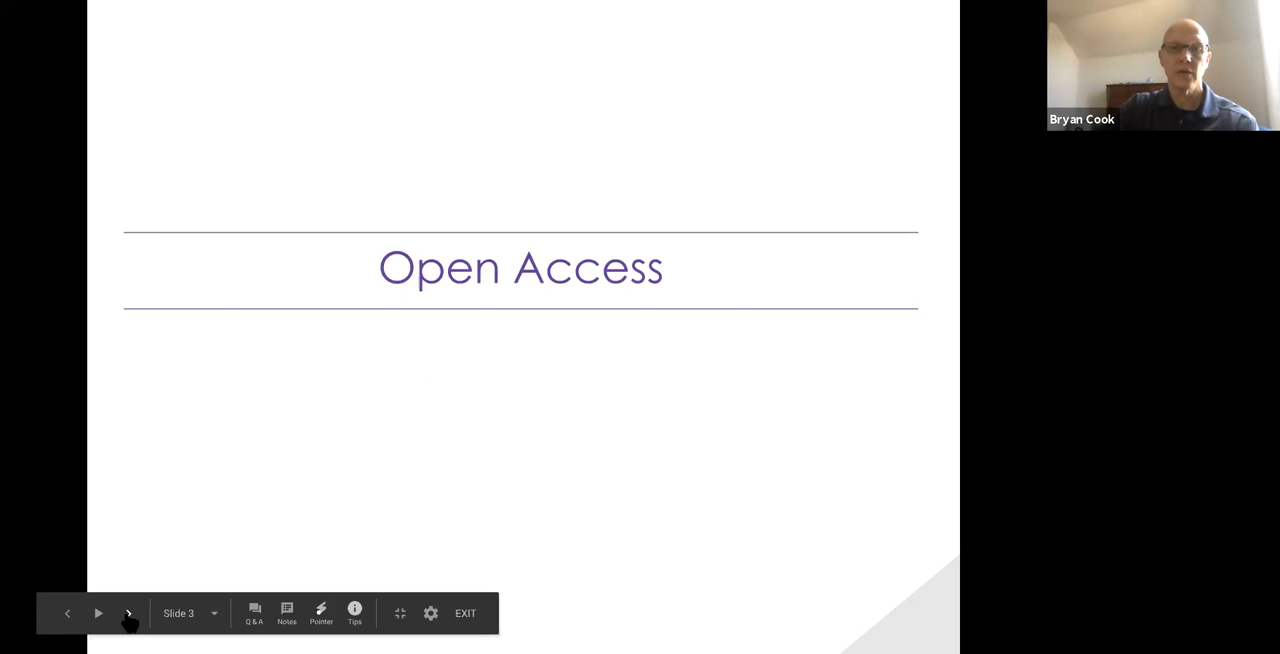 Bryan Cook
Open Access
Slide 3
Q & A
Notes
Pointer
Tips
EXIT